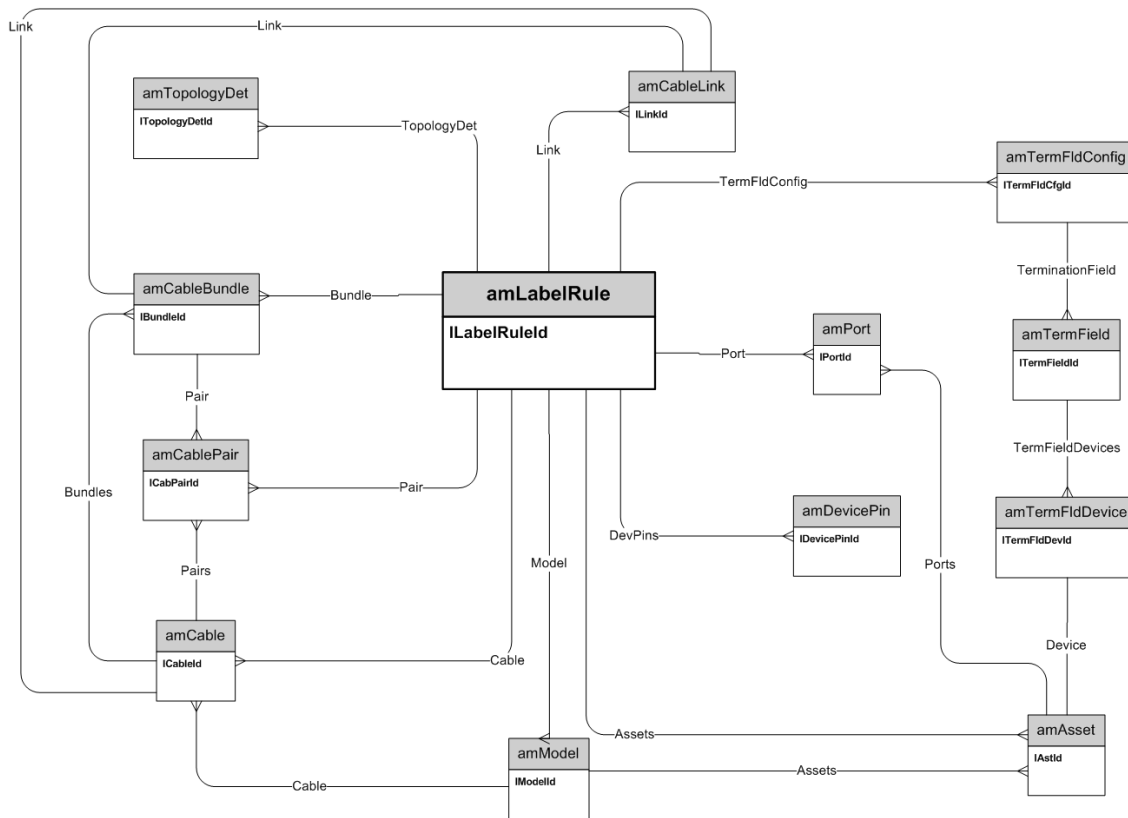 Link
Link
amTopologyDet
lTopologyDetId
TopologyDet
amCableLink
lLinkId
Link
amTermFldConfig
lTermFldCfgId
TermFldConfig
TerminationField
amCableBundle
lBundleId
Bundle
amLabelRule
lLabelRuleId
amPort
lPortId
Port
amTermField
lTermFieldId
Pair
amCablePair
lCabPairId
Pair
Bundles
TermFieldDevices
amDevicePin
lDevicePinId
DevPins
amTermFldDevice
lTermFldDevId
Pairs
Model
Ports
amCable
lCableId
Cable
Device
amModel
lModelId
Cable
Assets
Assets
amAsset
lAstId